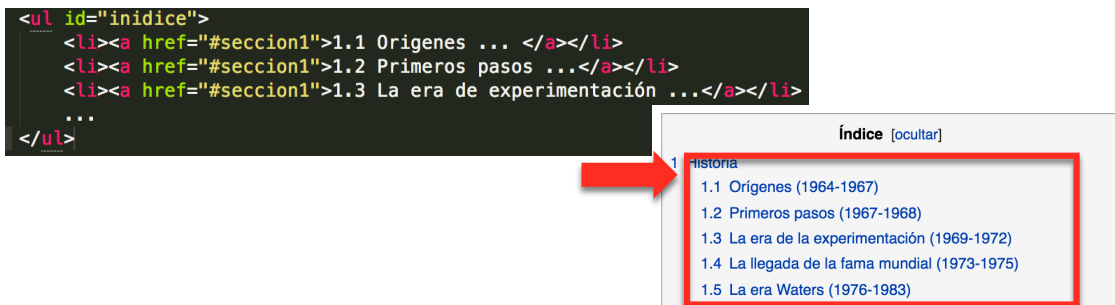 <ul id="inidice">
<li><a href="#seccion1">1.1 Origenes ... </a></li>
<li><a href="#seccion1">1.2 Primeros pasos ...</a></li>
<li><a href="#seccion1">1.3 La era de experimentación ...</a></li>
...
</ul>
Índice [ocultar]
1 Historia
1.1 Orígenes (1964-1967)
1.2 Primeros pasos (1967-1968)
1.3 La era de la experimentación (1969-1972)
1.4 La llegada de la fama mundial (1973-1975)
1.5 La era Waters (1976-1983)